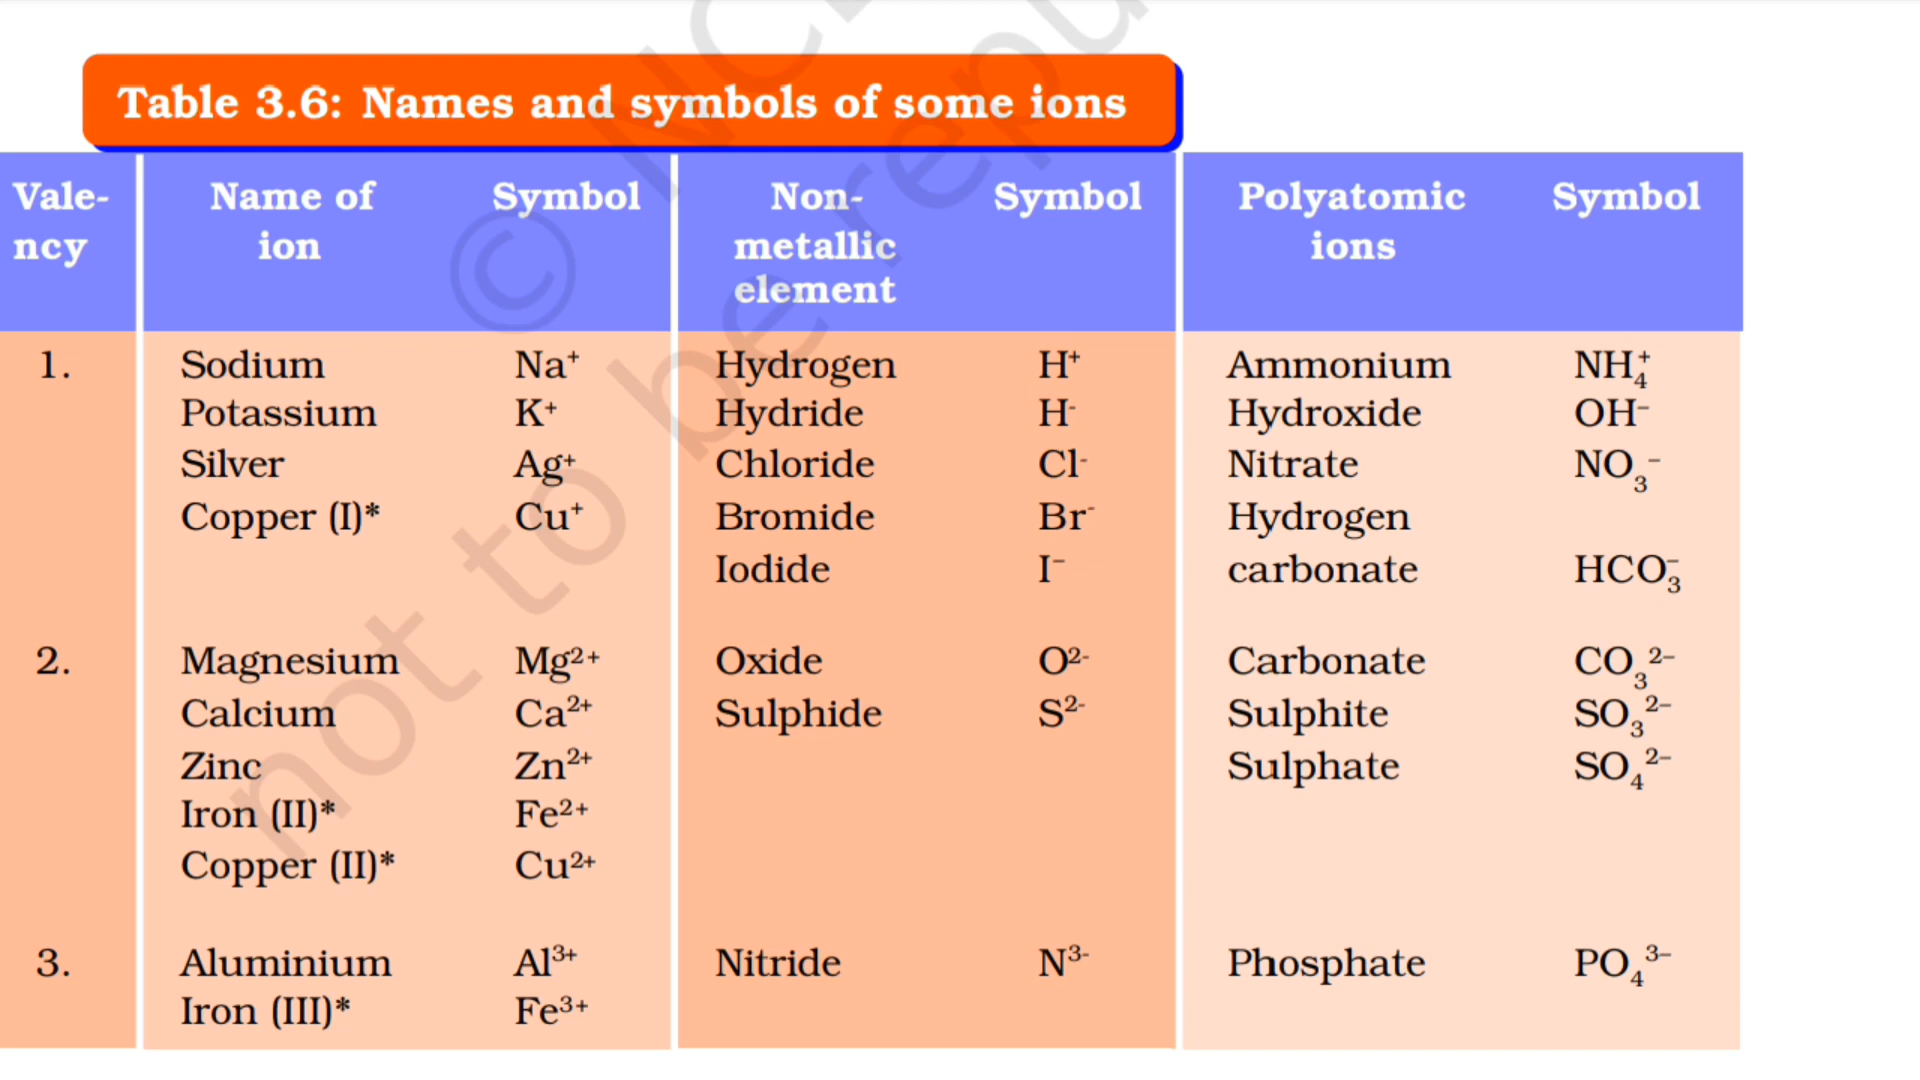 Table 3.6: Names and symbols of some ions
Vale- Name of Symbol Non- Symbol Polyatomic Symbol
ncy ion metallic ions
element
1. Sodium Na⁺ Hydrogen H⁺ Ammonium NH₄⁺
Potassium K⁺ Hydride H⁻ Hydroxide OH⁻
Silver Ag⁺ Chloride Cl⁻ Nitrate NO₃⁻
Copper (I)* Cu⁺ Bromide Br⁻ Hydrogen
Iodide I⁻ carbonate HCO₃⁻
2. Magnesium Mg²⁺ Oxide O²⁻ Carbonate CO₃²⁻
Calcium Ca²⁺ Sulphide S²⁻ Sulphite SO₃²⁻
Zinc Zn²⁺ Sulphate SO₄²⁻
Iron (II)* Fe²⁺
Copper (II)* Cu²⁺
3. Aluminium Al³⁺ Nitride N³⁻ Phosphate PO₄³⁻
Iron (III)* Fe³⁺
©
not to be